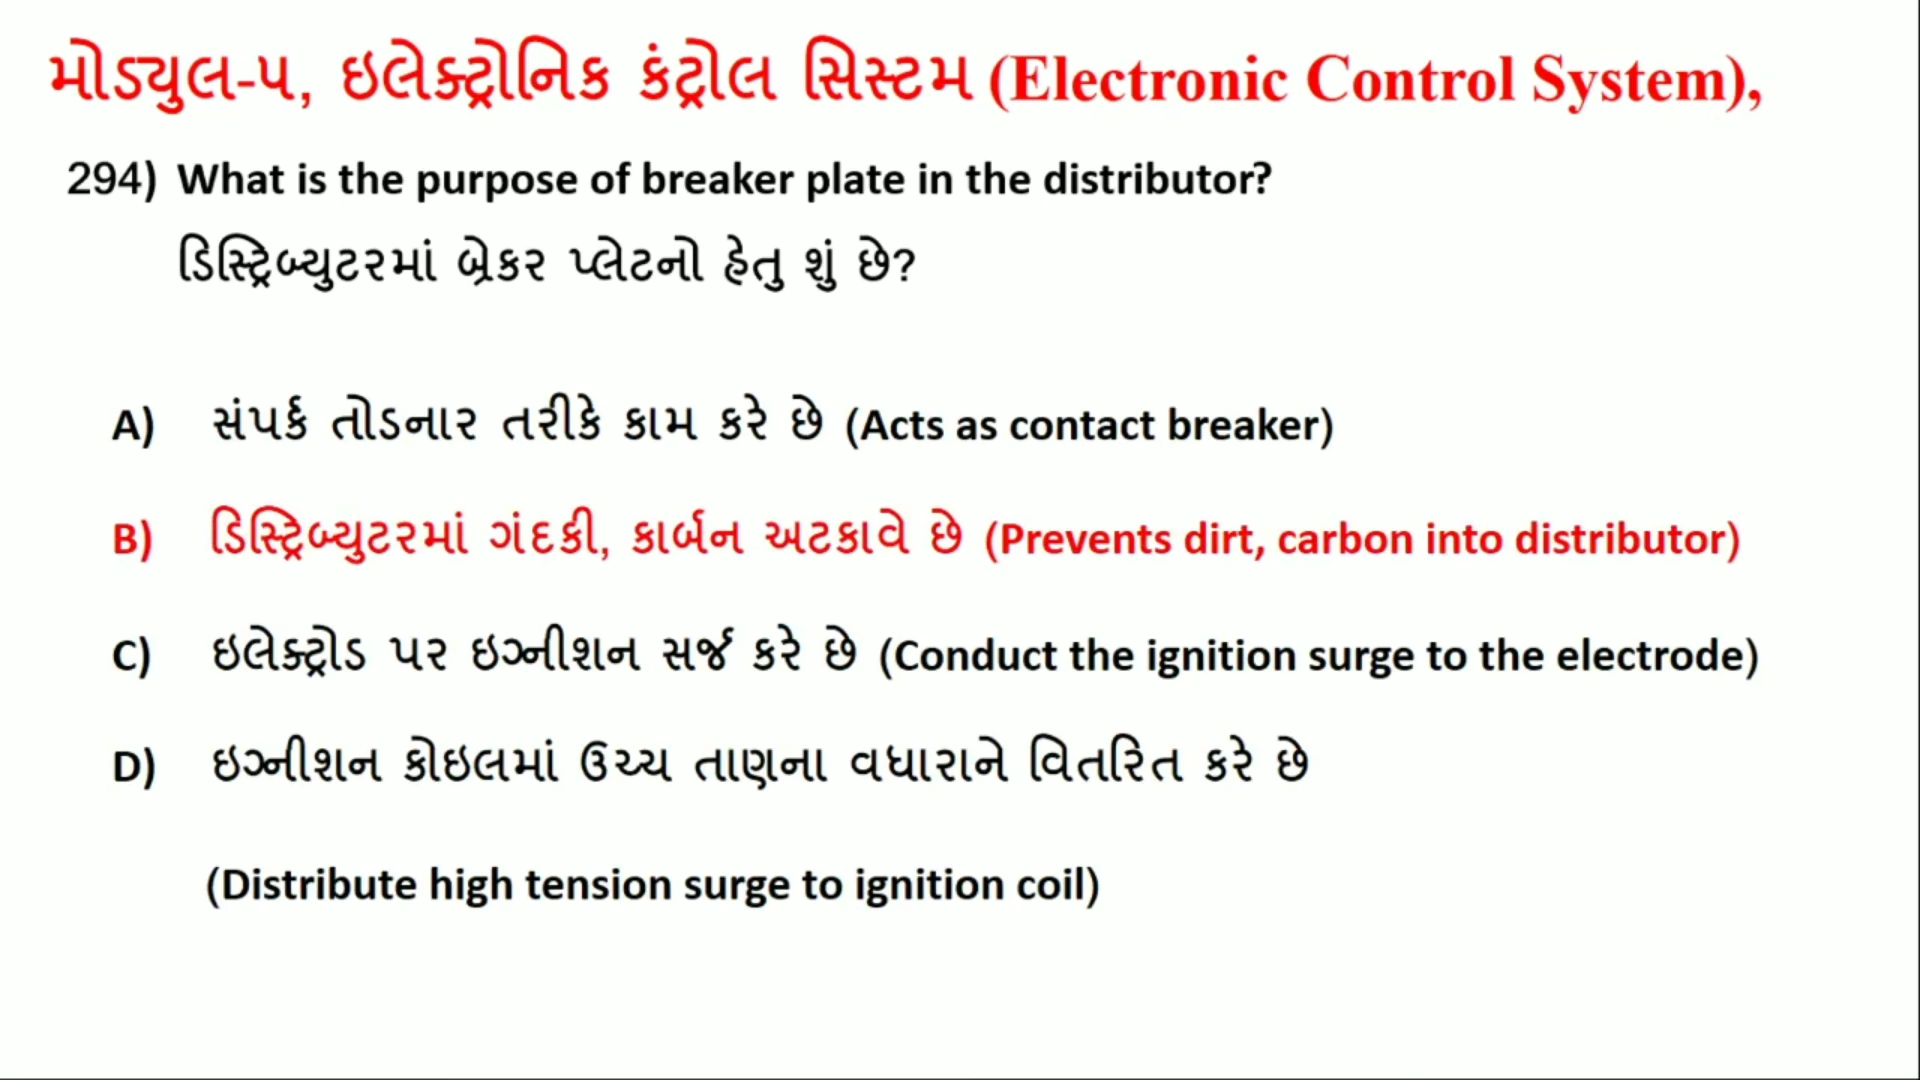 મોડ્યુલ-૫, ઇલેક્ટ્રોનિક કંટ્રોલ સિસ્ટમ (Electronic Control System),
294) What is the purpose of breaker plate in the distributor?
ડિસ્ટ્રિબ્યુટરમાં બ્રેકર પ્લેટનો હેતુ શું છે?
A) સંપર્ક તોડનાર તરીકે કામ કરે છે (Acts as contact breaker)
B) ડિસ્ટ્રિબ્યુટરમાં ગંદકી, કાર્બન અટકાવે છે (Prevents dirt, carbon into distributor)
C) ઇલેક્ટ્રોડ પર ઇગ્નીશન સર્જ કરે છે (Conduct the ignition surge to the electrode)
D) ઇગ્નીશન કોઇલમાં ઉચ્ચ તાણના વધારાને વિતરિત કરે છે
(Distribute high tension surge to ignition coil)